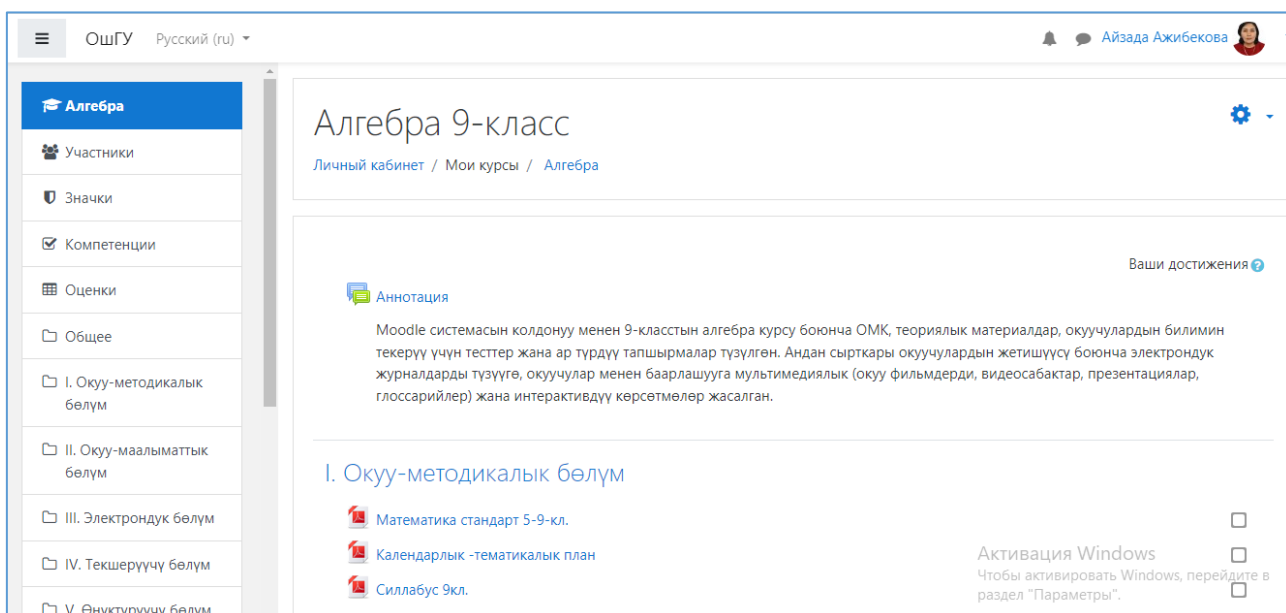 ОшГУ Русский (ru)
Айзада Ажибекова
Алгебра
Участники
Значки
Компетенции
Оценки
Общее
I. Окуу-методикалык
бөлүм
II. Окуу-маалыматтык
бөлүм
III. Электрондук бөлүм
IV. Текшерүүчү бөлүм
V. Өнүктүрүүчү бөлүм
Алгебра 9-класс
Личный кабинет / Мои курсы / Алгебра
Ваши достижения
Аннотация
Moodle системасын колдонуу менен 9-класстын алгебра курсу боюнча ОМК, теориялык материалдар, окуучулардын билимин
текерүү үчүн тесттер жана ар түрдүү тапшырмалар түзүлгөн. Андан сырткары окуучулардын жетишүүсү боюнча электрондук
журналдарды түзүүгө, окуучулар менен баарлашууга мультимедиялык (окуу фильмдерди, видеосабактар, презентациялар,
глоссарийлер) жана интерактивдүү көрсөтмөлөр жасалган.
I. Окуу-методикалык бөлүм
Математика стандарт 5-9-кл.
Календарлык -тематикалык план
Силлабус 9кл.
Активация Windows
Чтобы активировать Windows, перейдите в
раздел "Параметры".